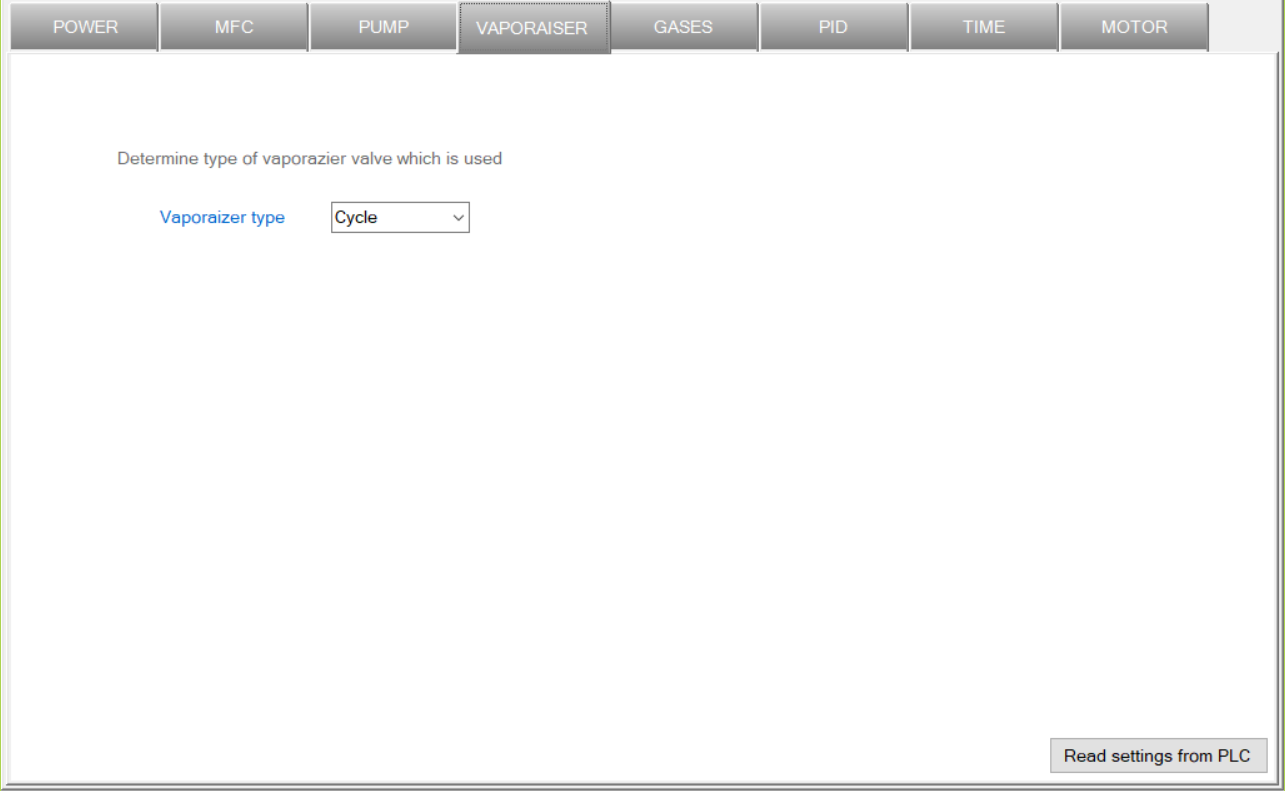 POWER MFC PUMP VAPORAISER GASES PID TIME MOTOR
Determine type of vaporazier valve which is used
Vaporaizer type Cycle
Read settings from PLC